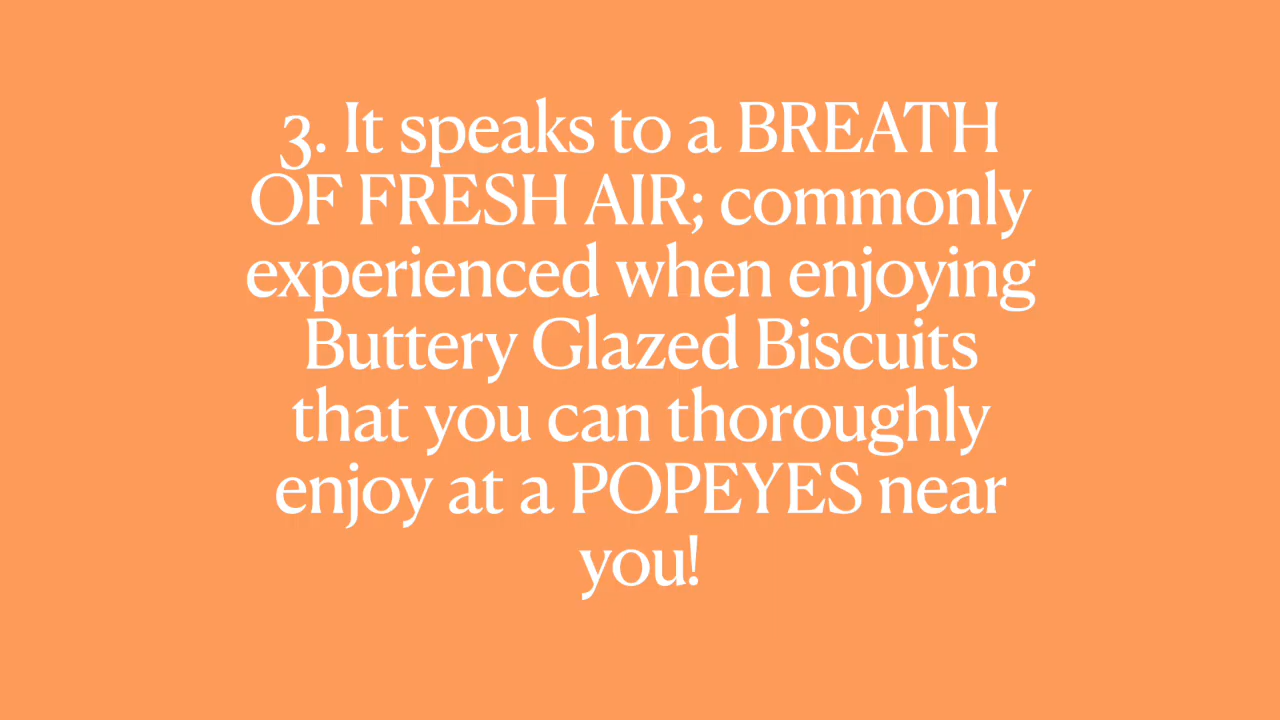 3. It speaks to a BREATH
OF FRESH AIR; commonly
experienced when enjoying
Buttery Glazed Biscuits
that you can thoroughly
enjoy at a POPEYES near
you!